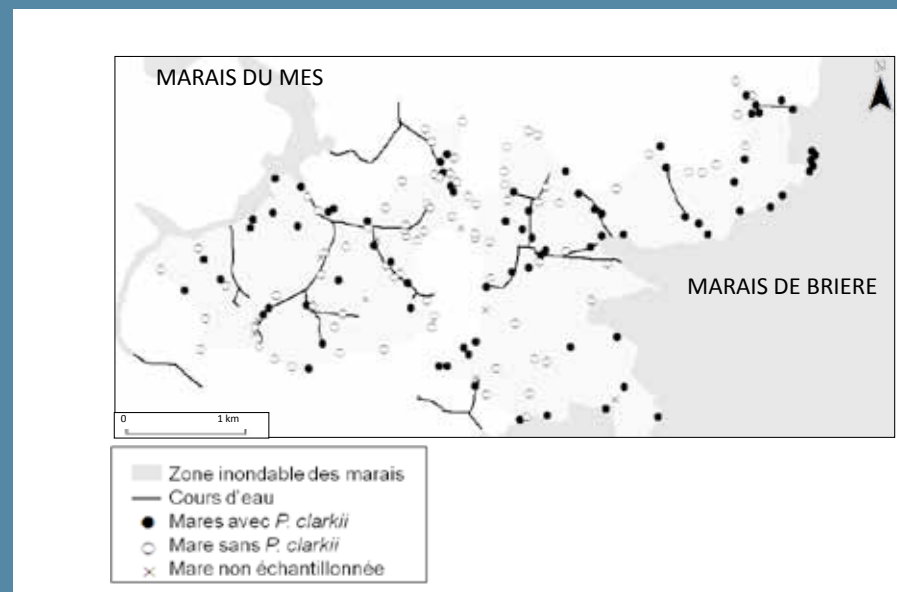 MARAIS DU MES
N
MARAIS DE BRIERE
0 1 km
Zone inondable des marais
Cours d'eau
Mares avec P. clarkii
Mare sans P. clarkii
Mare non échantillonnée